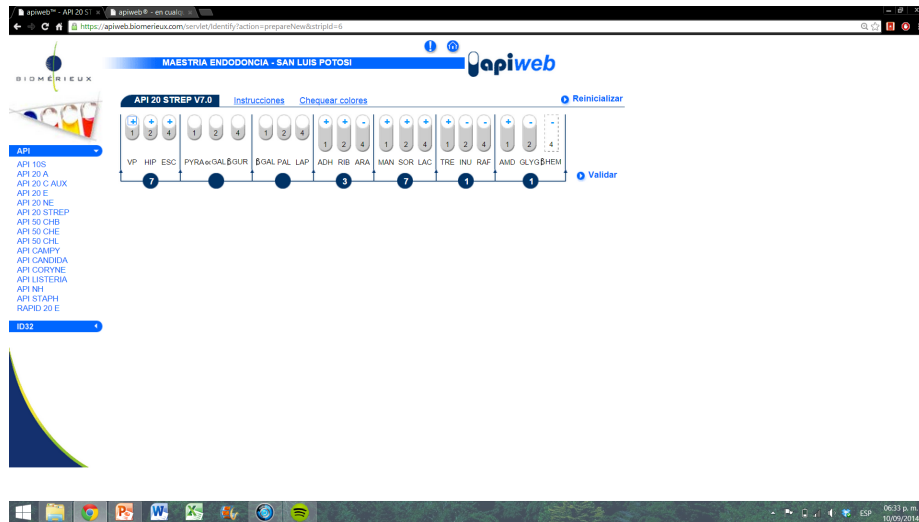 apiweb™ - API 20 ST
apiweb® - en cualq
https://apiweb.biomerieux.com/servlet/Identify?action=prepareNew&stripId=6
BIOMÉRIEUX
MAESTRIA ENDODONCIA - SAN LUIS POTOSI
apiweb
API 20 STREP V7.0 Instrucciones Chequear colores Reinicializar
+ + + + + - + + + + - - + - -
1 2 4 1 2 4 1 2 4 1 2 4 1 2 4 1 2 4 1 2 4
VP HIP ESC PYRA αGAL βGUR βGAL PAL LAP ADH RIB ARA MAN SOR LAC TRE INU RAF AMD GLYG βHEM
7 3 7 1 1
Validar
API
API 10S
API 20 A
API 20 C AUX
API 20 E
API 20 NE
API 20 STREP
API 50 CHB
API 50 CHE
API 50 CHL
API CAMPY
API CANDIDA
API CORYNE
API LISTERIA
API NH
API STAPH
RAPID 20 E
ID32
ESP
06:33 p. m.
10/09/2014